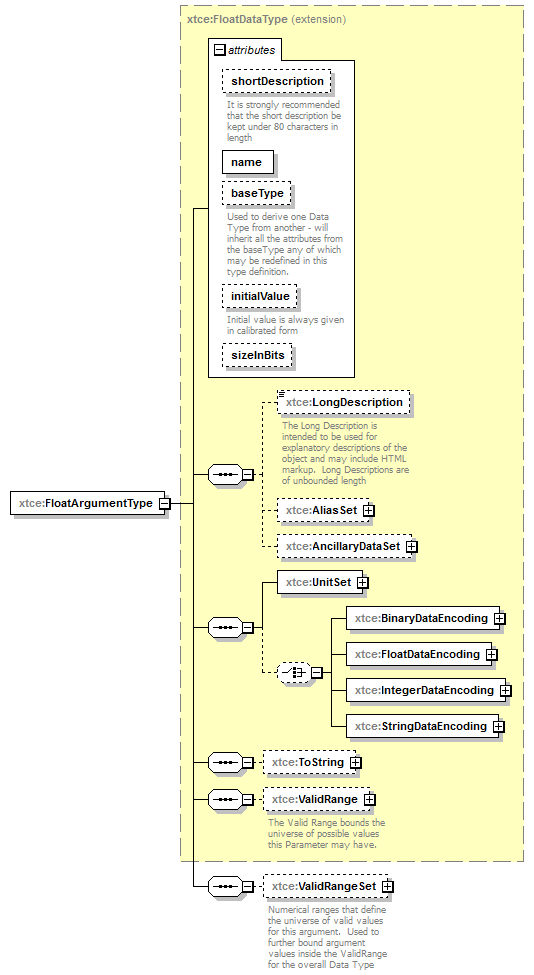 xtce:FloatDataType (extension)
attributes
shortDescription
It is strongly recommended
that the short description be
kept under 80 characters in
length
name
baseType
Used to derive one Data
Type from another - will
inherit all the attributes from
the baseType any of which
may be redefined in this
type definition.
initialValue
Initial value is always given
in calibrated form
sizeInBits
xtce:LongDescription
The Long Description is
intended to be used for
explanatory descriptions of the
object and may include HTML
markup.  Long Descriptions are
of unbounded length
xtce:FloatArgumentType
xtce:AliasSet
xtce:AncillaryDataSet
xtce:UnitSet
xtce:BinaryDataEncoding
xtce:FloatDataEncoding
xtce:IntegerDataEncoding
xtce:StringDataEncoding
xtce:ToString
xtce:ValidRange
The Valid Range bounds the
universe of possible values
this Parameter may have.
xtce:ValidRangeSet
Numerical ranges that define
the universe of valid values
for this argument.  Used to
further bound argument
values inside the ValidRange
for the overall Data Type